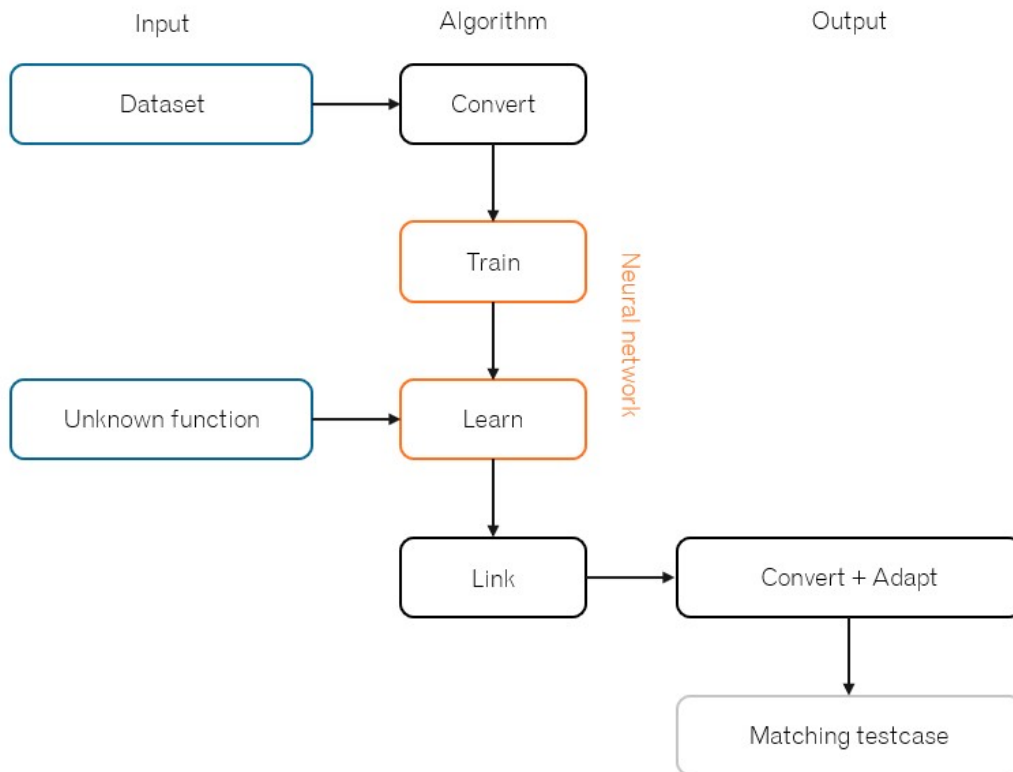 Input
Algorithm
Output
Dataset
Convert
Train
Neural network
Unknown function
Learn
Link
Convert + Adapt
Matching testcase